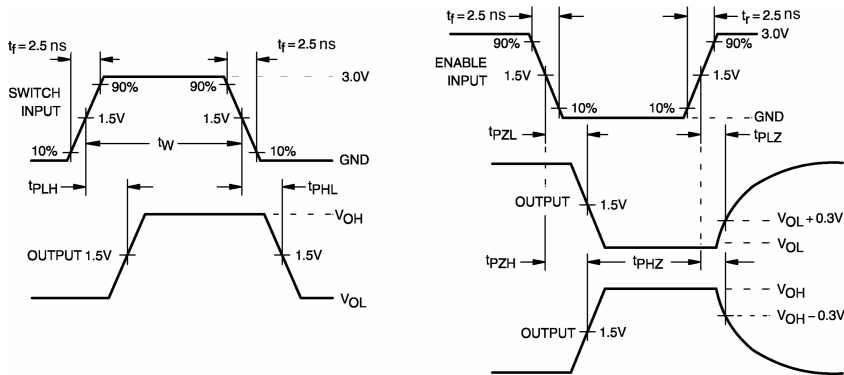 tf = 2.5 ns
tf = 2.5 ns
SWITCH
INPUT
90%
90%
3.0V
1.5V
1.5V
tW
10%
10%
GND
tPLH
tPHL
VOH
OUTPUT 1.5V
1.5V
VOL
tf = 2.5 ns
tr = 2.5 ns
3.0V
90%
90%
ENABLE
INPUT
1.5V
1.5V
10%
10%
GND
tPZL
tPLZ
OUTPUT
1.5V
VOL + 0.3V
VOL
tPZH
tPHZ
VOH
VOH – 0.3V
OUTPUT
1.5V